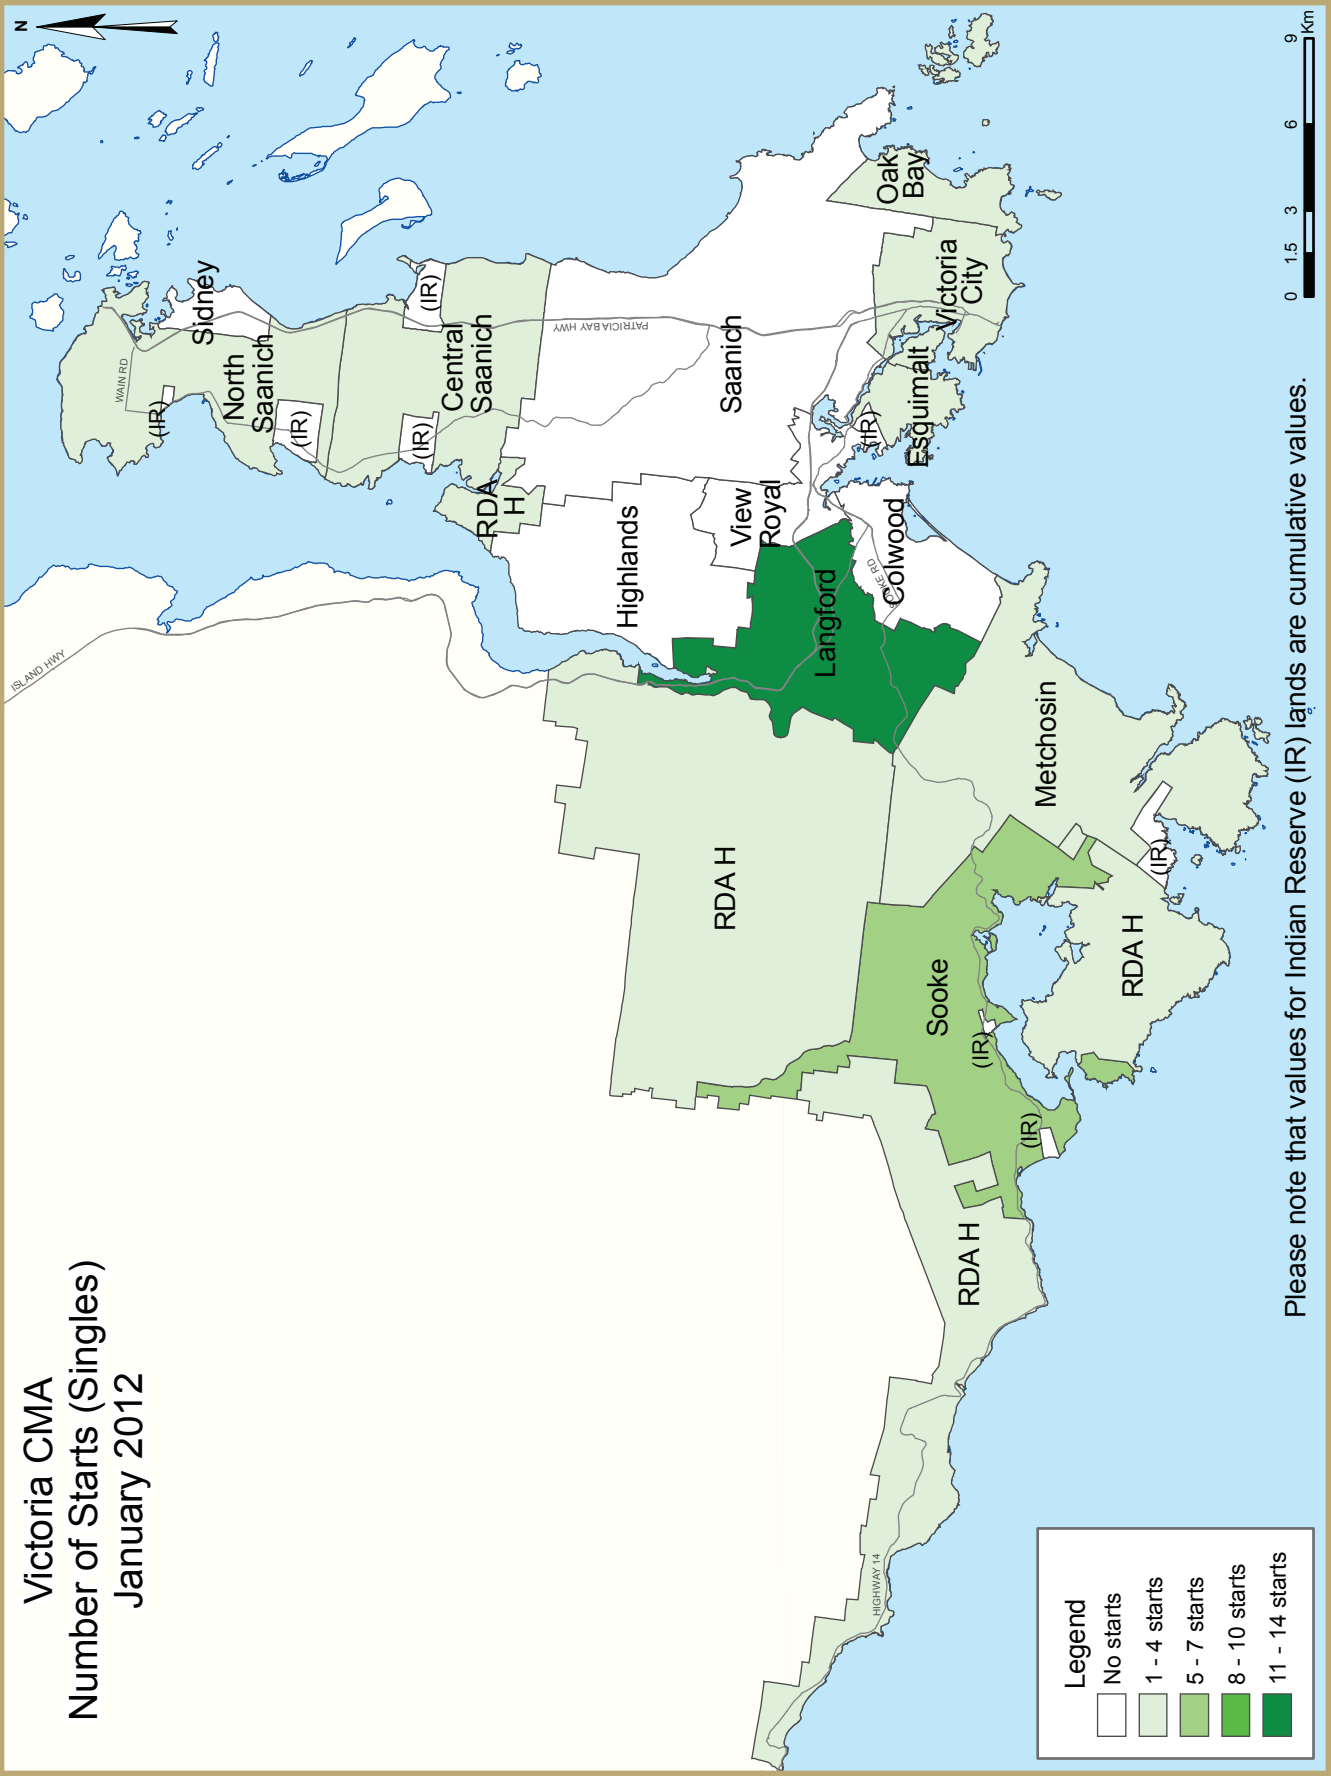 Victoria CMA
Number of Starts (Singles)
January 2012
N
ISLAND HWY
WAIN RD
(IR)
Sidney
North
Saanich
(IR)
(IR)
(IR)
Central
Saanich
RDA
H
PATRICIA BAY HWY
Saanich
Highlands
View
Royal
Oak
Bay
Victoria
City
Esquimalt
(IR)
Colwood
SOOKE RD
Langford
Metchosin
(IR)
RDA H
RDA H
Sooke
(IR)
(IR)
RDA H
HIGHWAY 14
Legend
No starts
1 - 4 starts
5 - 7 starts
8 - 10 starts
11 - 14 starts
0 1.5 3 6 9
Km
Please note that values for Indian Reserve (IR) lands are cumulative values.